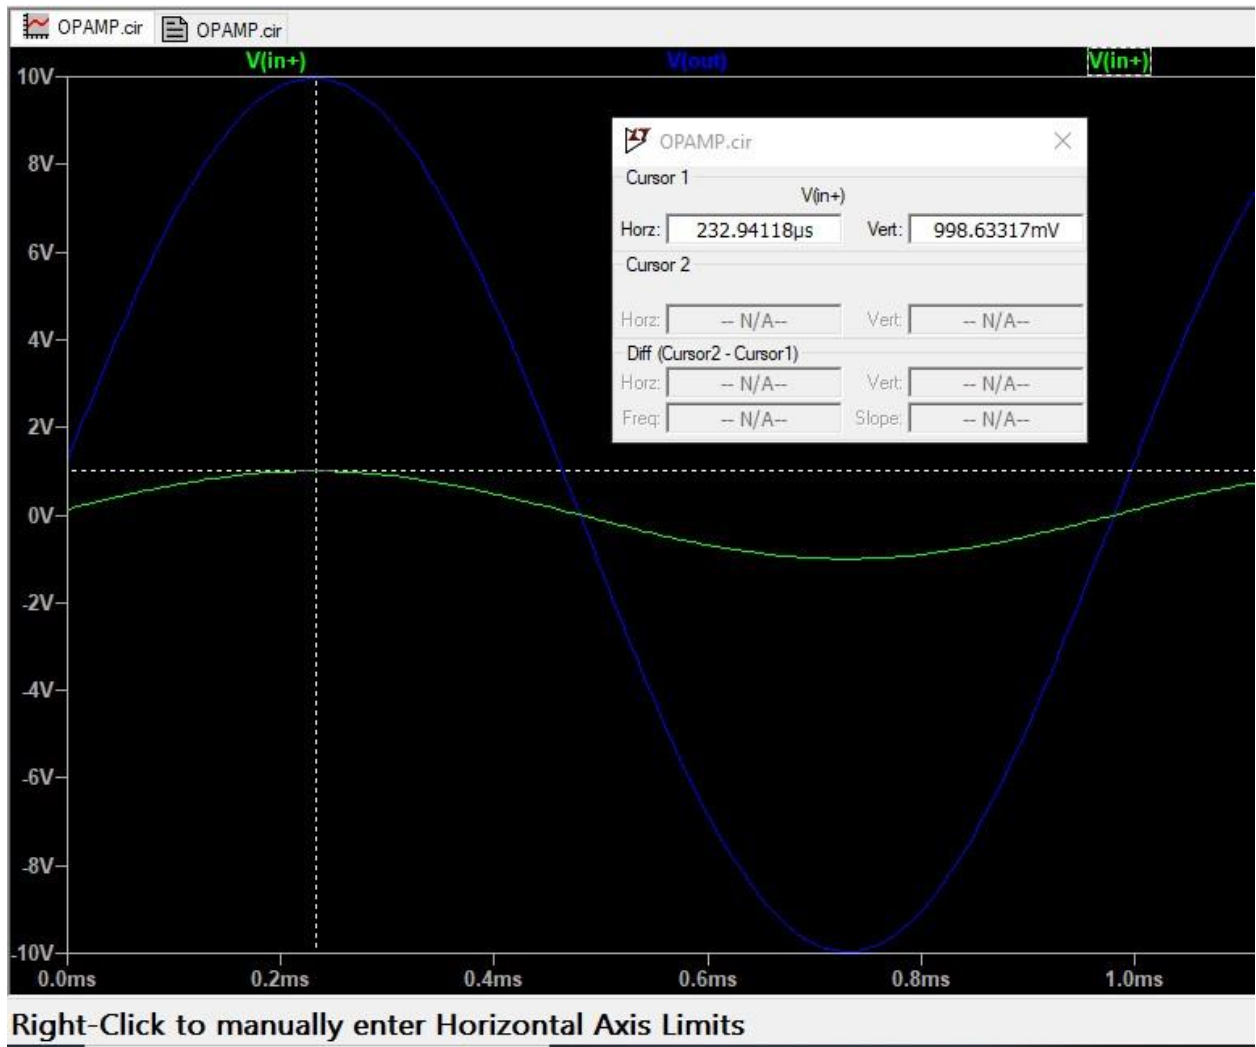 OPAMP.cir OPAMP.cir
V(in+) V(out) V(in+)
10V
8V
6V
4V
2V
0V
-2V
-4V
-6V
-8V
-10V
0.0ms 0.2ms 0.4ms 0.6ms 0.8ms 1.0ms
OPAMP.cir
Cursor 1
V(in+)
Horz: 232.94118µs Vert: 998.63317mV
Cursor 2
Horz: -- N/A-- Vert: -- N/A--
Diff (Cursor2 - Cursor1)
Horz: -- N/A-- Vert: -- N/A--
Freq: -- N/A-- Slope: -- N/A--
Right-Click to manually enter Horizontal Axis Limits